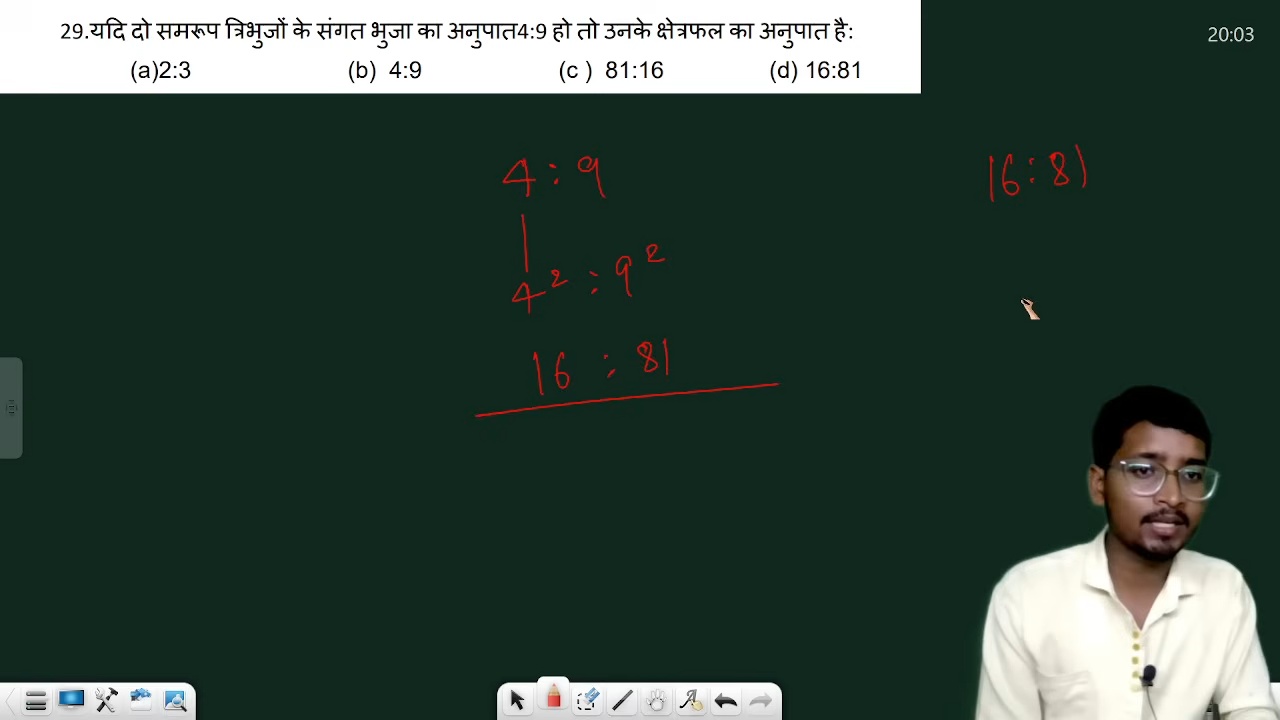 29.यदि दो समरूप त्रिभुजों के संगत भुजा का अनुपात4:9 हो तो उनके क्षेत्रफल का अनुपात है:
(a)2:3 (b) 4:9 (c ) 81:16 (d) 16:81
20:03
4 : 9
16:81
4² : 9²
16 : 81